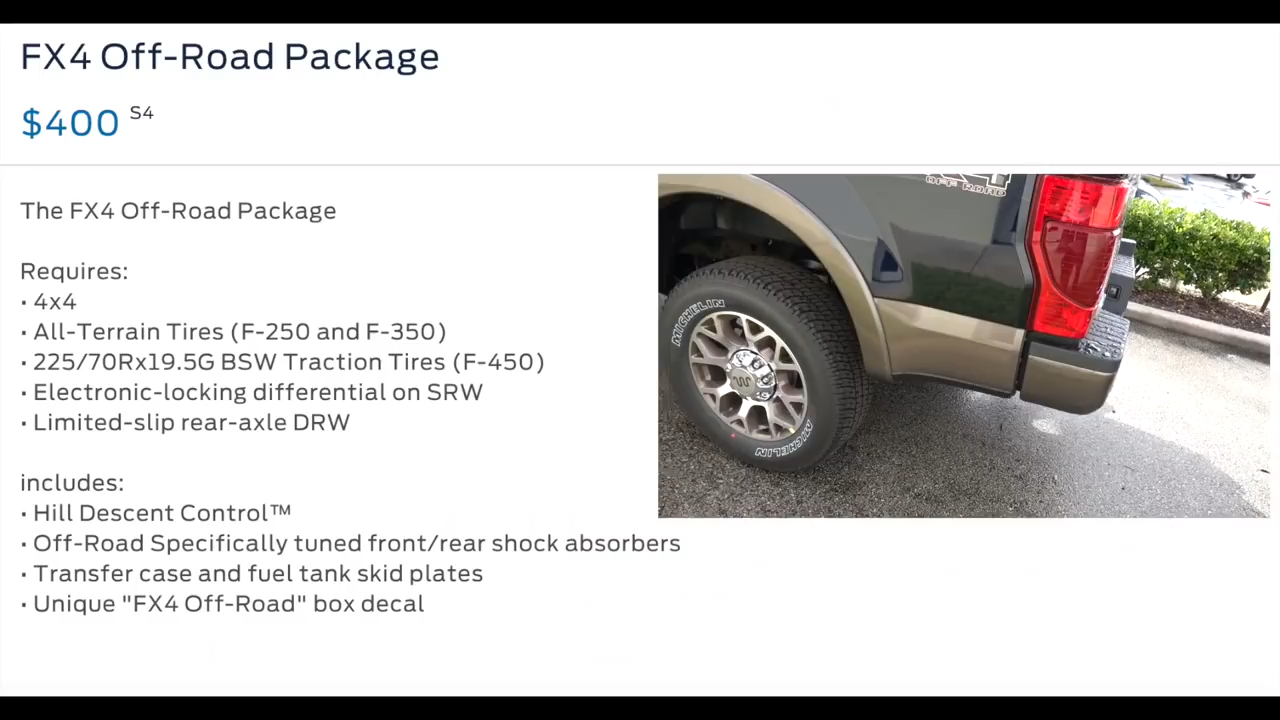 FX4 Off-Road Package
$400 S4
The FX4 Off-Road Package
Requires:
• 4x4
• All-Terrain Tires (F-250 and F-350)
• 225/70Rx19.5G BSW Traction Tires (F-450)
• Electronic-locking differential on SRW
• Limited-slip rear-axle DRW
includes:
• Hill Descent Control™
• Off-Road Specifically tuned front/rear shock absorbers
• Transfer case and fuel tank skid plates
• Unique "FX4 Off-Road" box decal
OFF ROAD
MICHELIN
MICHELIN